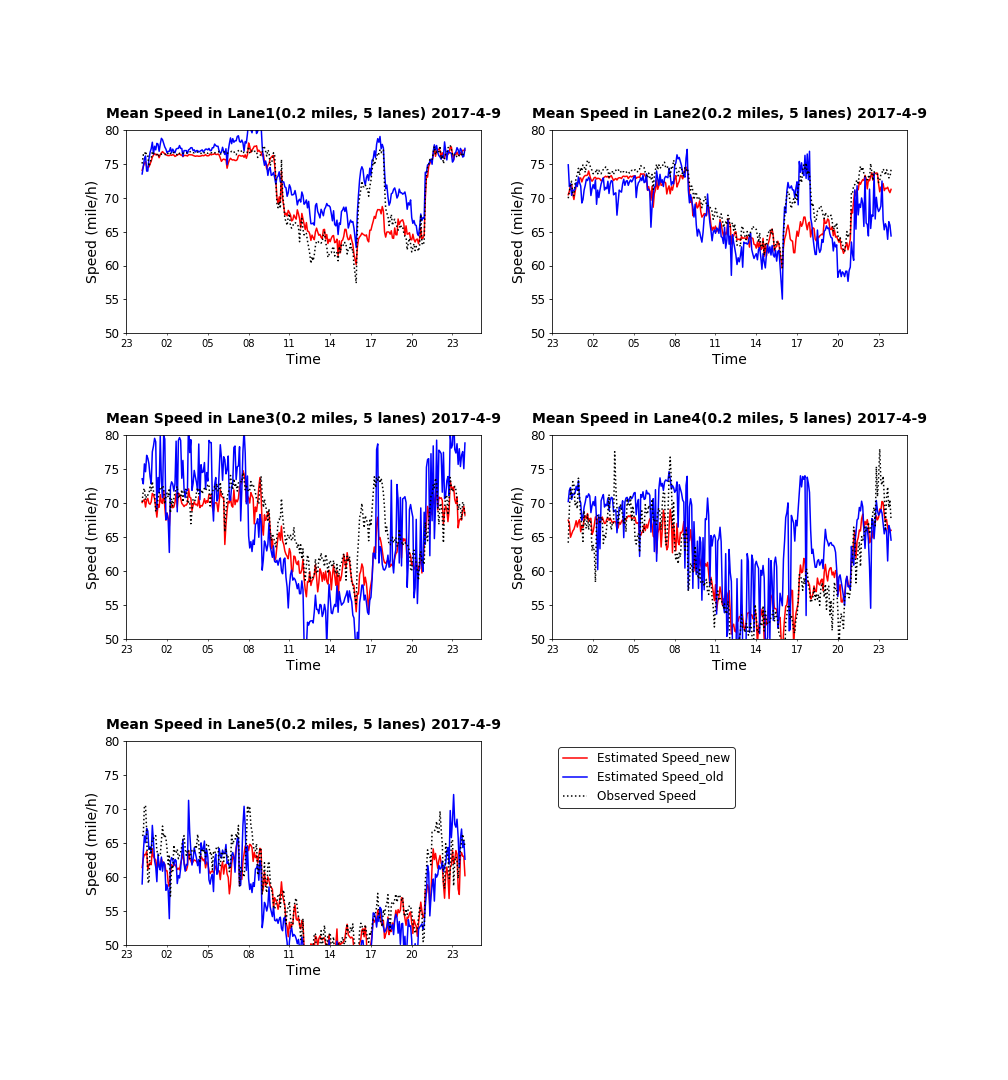 Mean Speed in Lane1(0.2 miles, 5 lanes) 2017-4-9
80
75
70
65
60
55
50
Speed (mile/h)
23 02 05 08 11 14 17 20 23
Time
Mean Speed in Lane2(0.2 miles, 5 lanes) 2017-4-9
80
75
70
65
60
55
50
Speed (mile/h)
23 02 05 08 11 14 17 20 23
Time
Mean Speed in Lane3(0.2 miles, 5 lanes) 2017-4-9
80
75
70
65
60
55
50
Speed (mile/h)
23 02 05 08 11 14 17 20 23
Time
Mean Speed in Lane4(0.2 miles, 5 lanes) 2017-4-9
80
75
70
65
60
55
50
Speed (mile/h)
23 02 05 08 11 14 17 20 23
Time
Mean Speed in Lane5(0.2 miles, 5 lanes) 2017-4-9
80
75
70
65
60
55
50
Speed (mile/h)
23 02 05 08 11 14 17 20 23
Time
Estimated Speed_new
Estimated Speed_old
Observed Speed